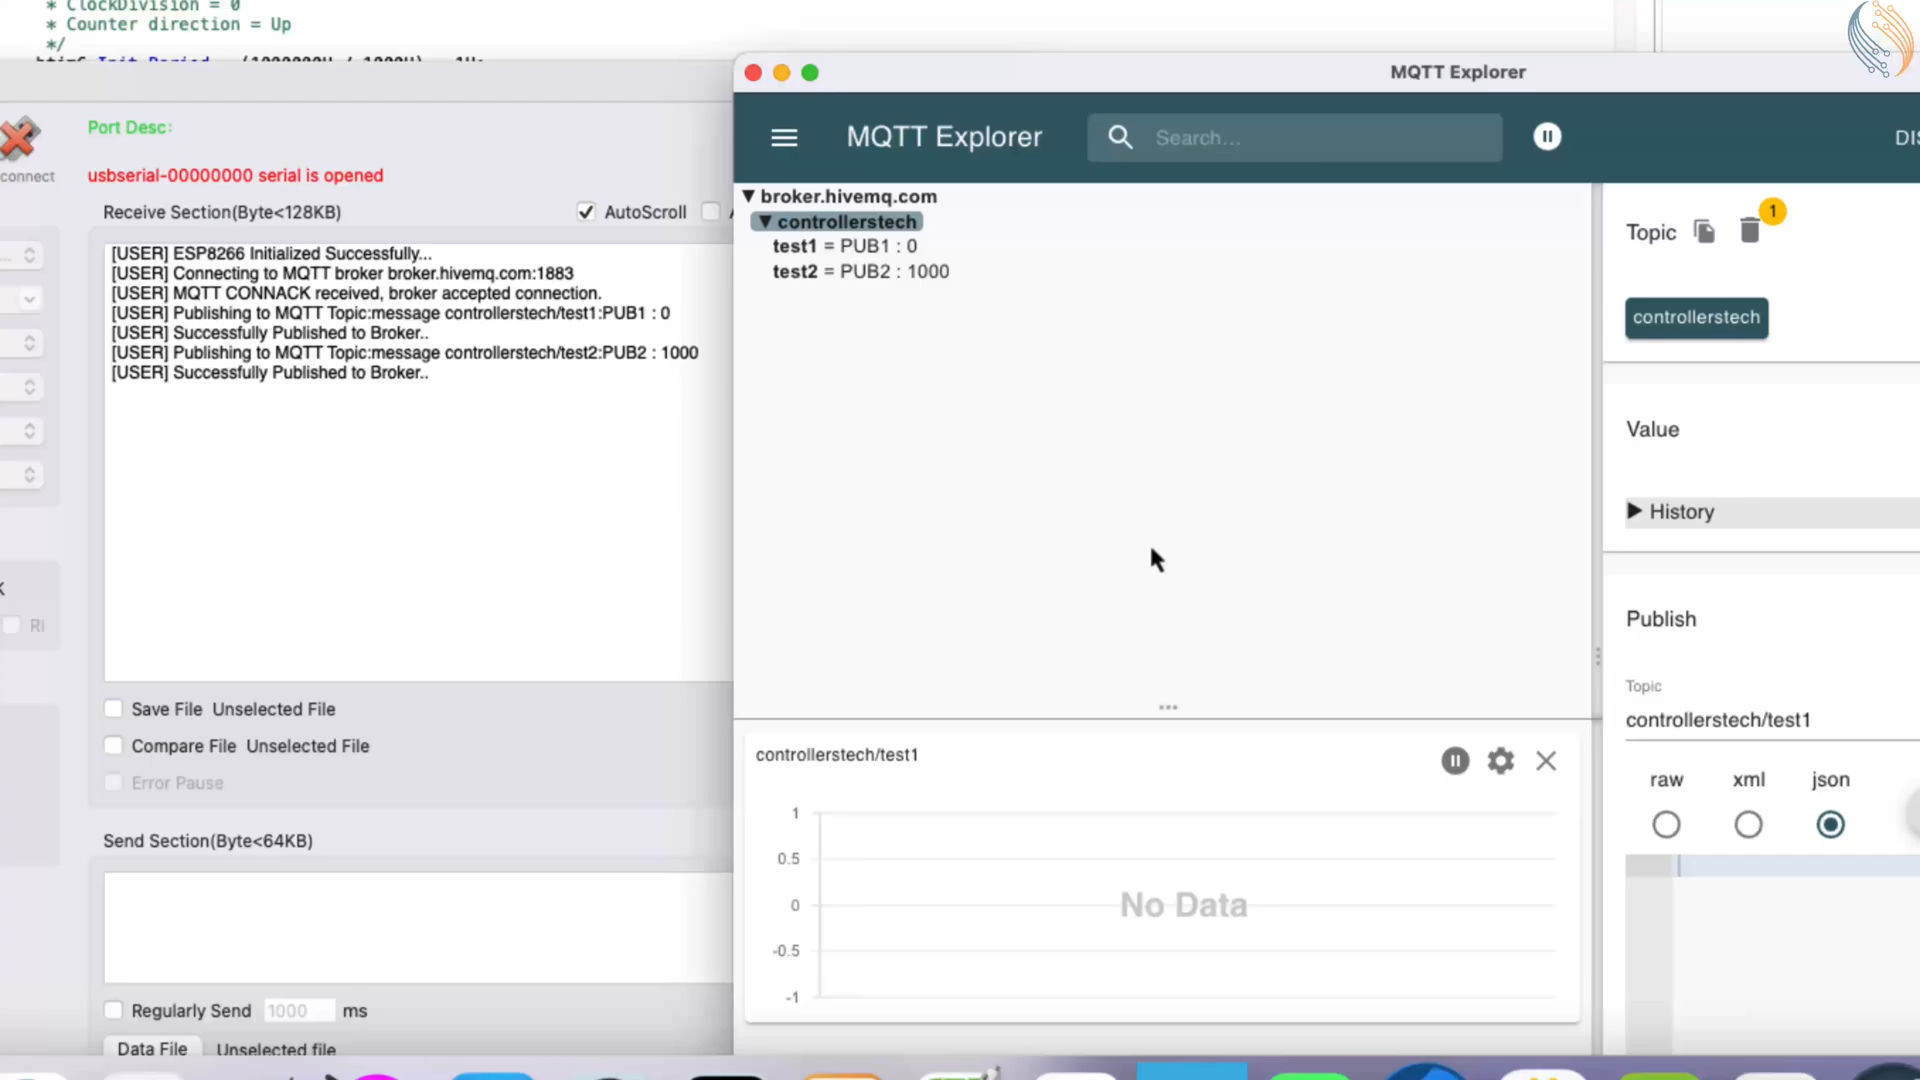 * ClockDivision = 0
* Counter direction = Up
*/
MQTT Explorer
MQTT Explorer
Search...
Port Desc:
connect
usbserial-00000000 serial is opened
Receive Section(Byte<128KB)
AutoScroll
[USER] ESP8266 Initialized Successfully...
[USER] Connecting to MQTT broker broker.hivemq.com:1883
[USER] MQTT CONNACK received, broker accepted connection.
[USER] Publishing to MQTT Topic:message controllerstech/test1:PUB1 : 0
[USER] Successfully Published to Broker..
[USER] Publishing to MQTT Topic:message controllerstech/test2:PUB2 : 1000
[USER] Successfully Published to Broker..
RI
Save File Unselected File
Compare File Unselected File
Error Pause
Send Section(Byte<64KB)
Regularly Send 1000 ms
Data File Unselected file
broker.hivemq.com
controllerstech
test1 = PUB1 : 0
test2 = PUB2 : 1000
controllerstech/test1
1
0.5
0
-0.5
-1
No Data
Topic
1
controllerstech
Value
History
Publish
Topic
controllerstech/test1
raw xml json